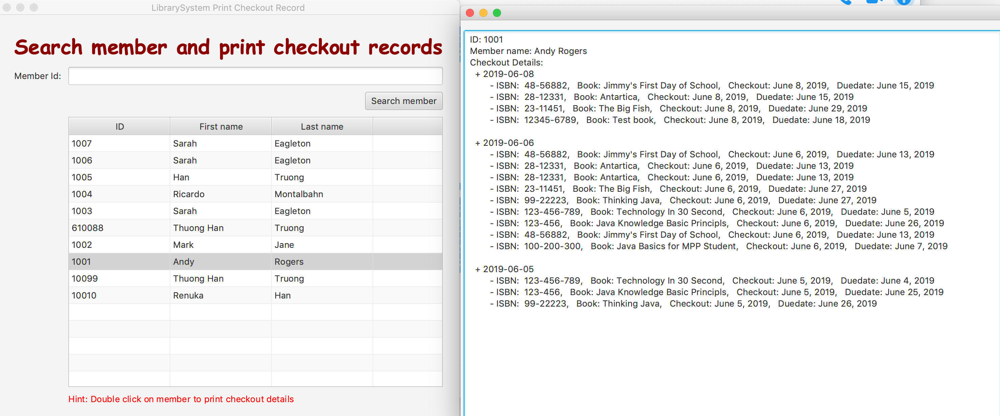 LibrarySystem Print Checkout Record
Search member and print checkout records
Member Id:
Search member
ID First name Last name
1007 Sarah Eagleton
1006 Sarah Eagleton
1005 Han Truong
1004 Ricardo Montalbahn
1003 Sarah Eagleton
610088 Thuong Han Truong
1002 Mark Jane
1001 Andy Rogers
10099 Thuong Han Truong
10010 Renuka Han
Hint: Double click on member to print checkout details
ID: 1001
Member name: Andy Rogers
Checkout Details:
+ 2019-06-08
- ISBN: 48-56882, Book: Jimmy's First Day of School, Checkout: June 8, 2019, Duedate: June 15, 2019
- ISBN: 28-12331, Book: Antartica, Checkout: June 8, 2019, Duedate: June 15, 2019
- ISBN: 23-11451, Book: The Big Fish, Checkout: June 8, 2019, Duedate: June 29, 2019
- ISBN: 12345-6789, Book: Test book, Checkout: June 8, 2019, Duedate: June 18, 2019
+ 2019-06-06
- ISBN: 48-56882, Book: Jimmy's First Day of School, Checkout: June 6, 2019, Duedate: June 13, 2019
- ISBN: 28-12331, Book: Antartica, Checkout: June 6, 2019, Duedate: June 13, 2019
- ISBN: 28-12331, Book: Antartica, Checkout: June 6, 2019, Duedate: June 13, 2019
- ISBN: 23-11451, Book: The Big Fish, Checkout: June 6, 2019, Duedate: June 27, 2019
- ISBN: 99-22223, Book: Thinking Java, Checkout: June 6, 2019, Duedate: June 27, 2019
- ISBN: 123-456-789, Book: Technology In 30 Second, Checkout: June 6, 2019, Duedate: June 5, 2019
- ISBN: 123-456, Book: Java Knowledge Basic Principls, Checkout: June 6, 2019, Duedate: June 26, 2019
- ISBN: 48-56882, Book: Jimmy's First Day of School, Checkout: June 6, 2019, Duedate: June 13, 2019
- ISBN: 100-200-300, Book: Java Basics for MPP Student, Checkout: June 6, 2019, Duedate: June 7, 2019
+ 2019-06-05
- ISBN: 123-456-789, Book: Technology In 30 Second, Checkout: June 5, 2019, Duedate: June 4, 2019
- ISBN: 123-456, Book: Java Knowledge Basic Principls, Checkout: June 5, 2019, Duedate: June 25, 2019
- ISBN: 99-22223, Book: Thinking Java, Checkout: June 5, 2019, Duedate: June 26, 2019